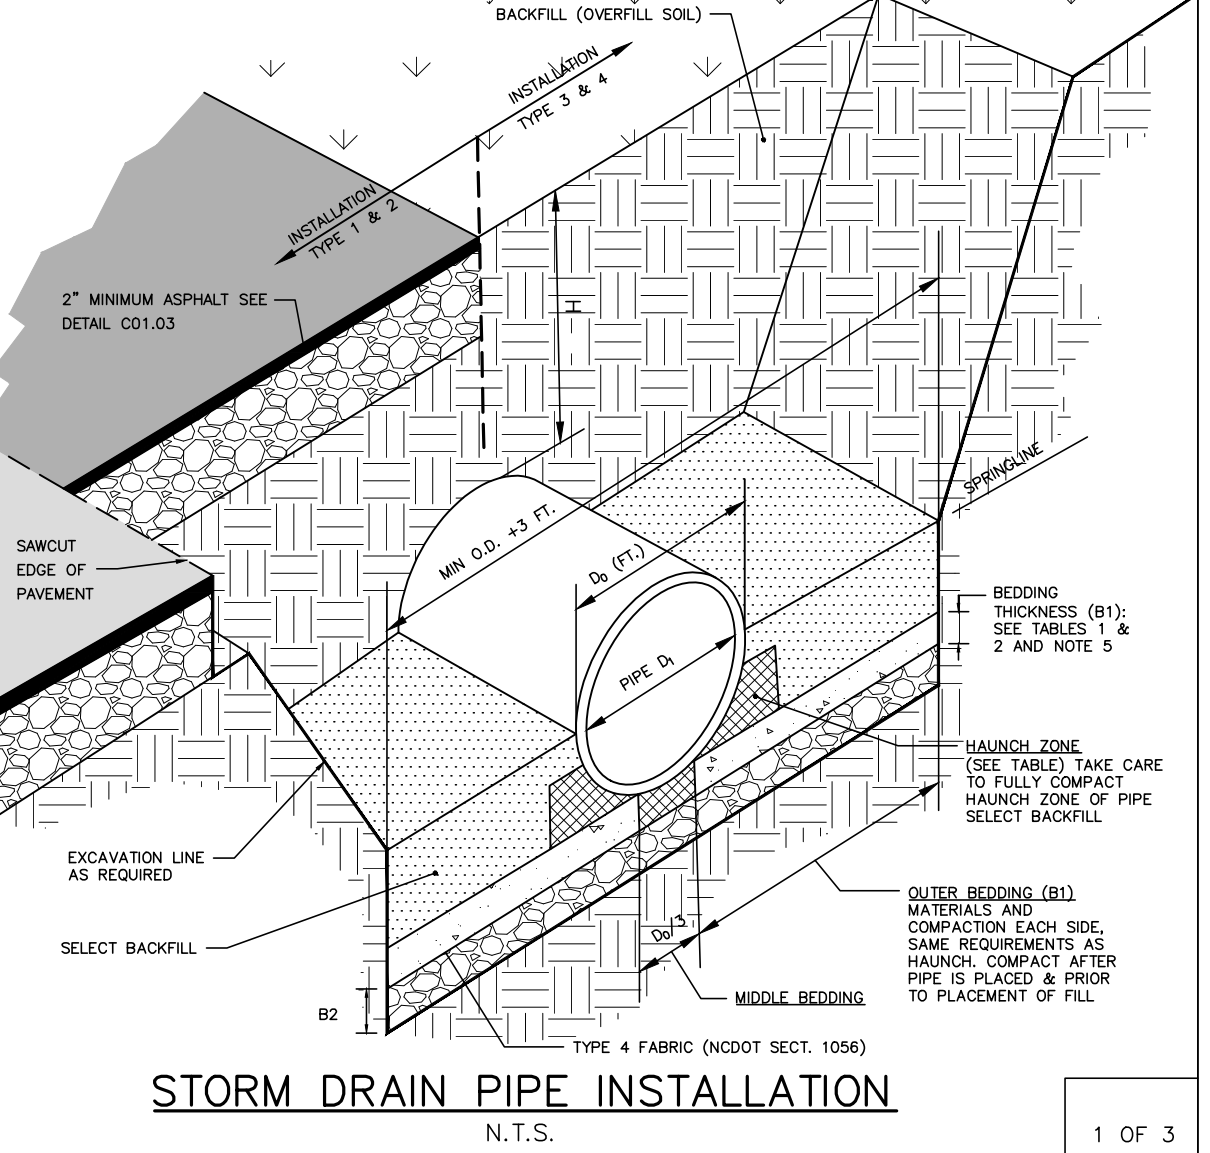 BACKFILL (OVERFILL SOIL)
INSTALLATION
TYPE 3 & 4
INSTALLATION
TYPE 1 & 2
2" MINIMUM ASPHALT SEE
DETAIL C01.03
H
SPRINGLINE
MIN O.D. +3 FT.
D₀ (FT.)
SAWCUT
EDGE OF
PAVEMENT
PIPE D₁
BEDDING
THICKNESS (B1):
SEE TABLES 1 &
2 AND NOTE 5
HAUNCH ZONE
(SEE TABLE) TAKE CARE
TO FULLY COMPACT
HAUNCH ZONE OF PIPE
SELECT BACKFILL
EXCAVATION LINE
AS REQUIRED
OUTER BEDDING (B1)
MATERIALS AND
COMPACTION EACH SIDE,
SAME REQUIREMENTS AS
HAUNCH. COMPACT AFTER
PIPE IS PLACED & PRIOR
TO PLACEMENT OF FILL
SELECT BACKFILL
D₀/3
MIDDLE BEDDING
B2
TYPE 4 FABRIC (NCDOT SECT. 1056)
STORM DRAIN PIPE INSTALLATION
N.T.S.
1 OF 3